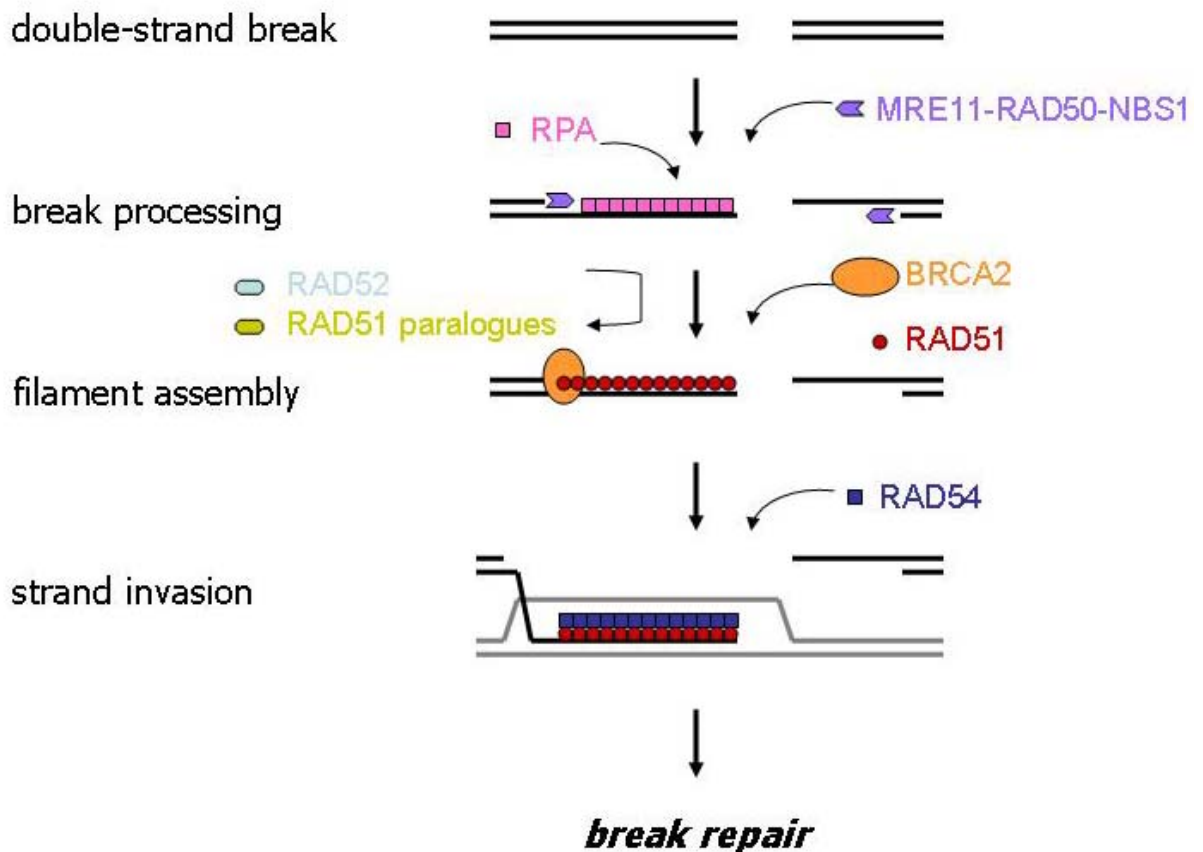 double-strand break
MRE11-RAD50-NBS1
RPA
break processing
RAD52
BRCA2
RAD51 paralogues
RAD51
filament assembly
RAD54
strand invasion
break repair